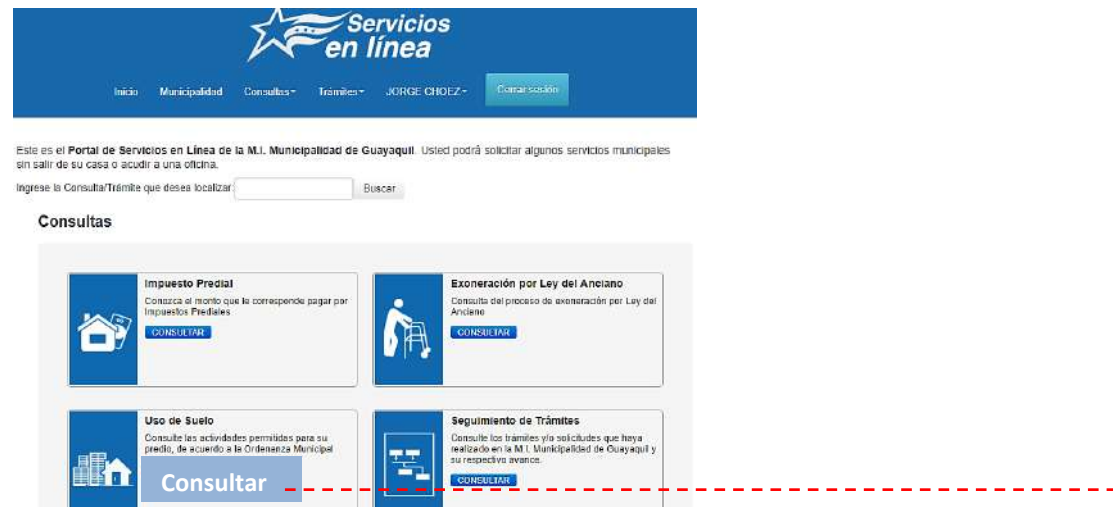 Servicios
en línea
Inicio Municipalidad Consultas Trámites JORGE CHOEZ Cerrar sesión
Este es el Portal de Servicios en Línea de la M.I. Municipalidad de Guayaquil. Usted podrá solicitar algunos servicios municipales
sin salir de su casa o acudir a una oficina.
Ingrese la Consulta/Trámite que desea localizar: Buscar
Consultas
Impuesto Predial
Conozca el monto que le corresponde pagar por
Impuestos Prediales
CONSULTAR
Exoneración por Ley del Anciano
Consulta del proceso de exoneración por Ley del
Anciano
CONSULTAR
Uso de Suelo
Consulte las actividades permitidas para su
predio, de acuerdo a la Ordenanza Municipal
Consultar
Seguimiento de Trámites
Consulte los trámites y/o solicitudes que haya
realizado en la M.I. Municipalidad de Guayaquil y
su respectivo avance.
CONSULTAR